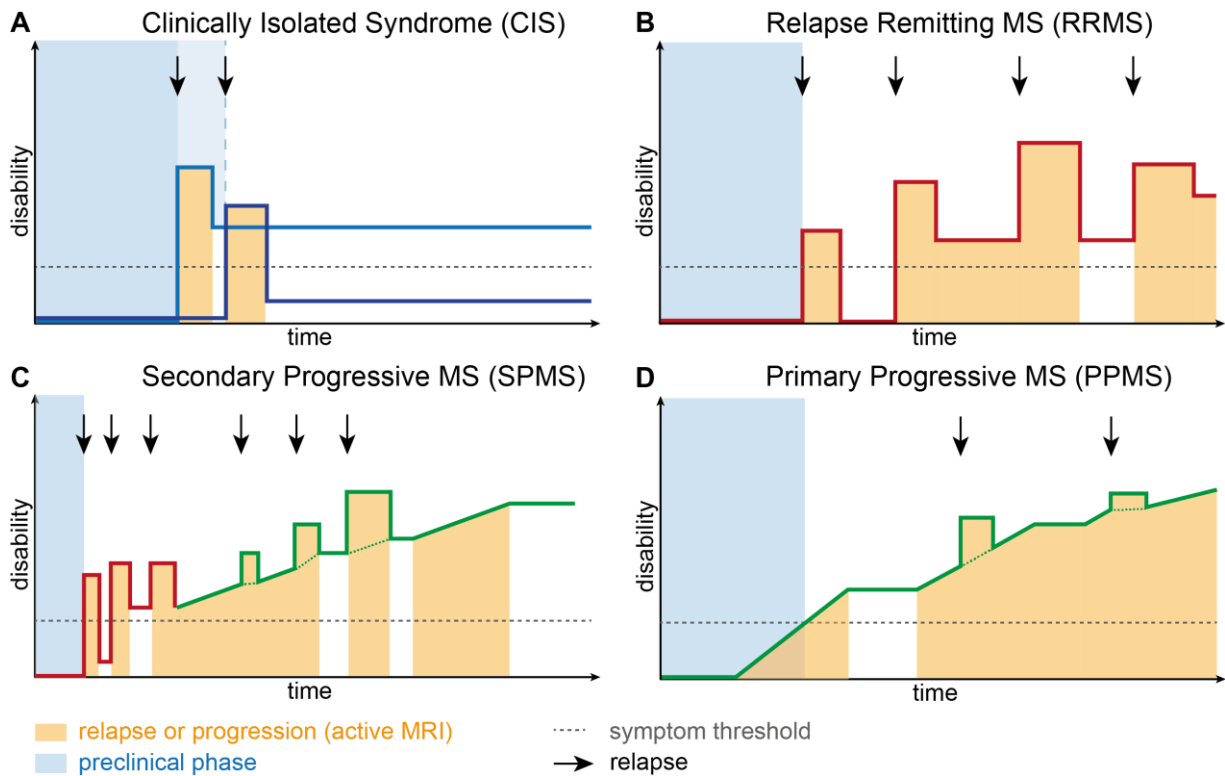 A Clinically Isolated Syndrome (CIS)
disability
time
B Relapse Remitting MS (RRMS)
disability
time
C Secondary Progressive MS (SPMS)
disability
time
D Primary Progressive MS (PPMS)
disability
time
relapse or progression (active MRI)
preclinical phase
symptom threshold
relapse